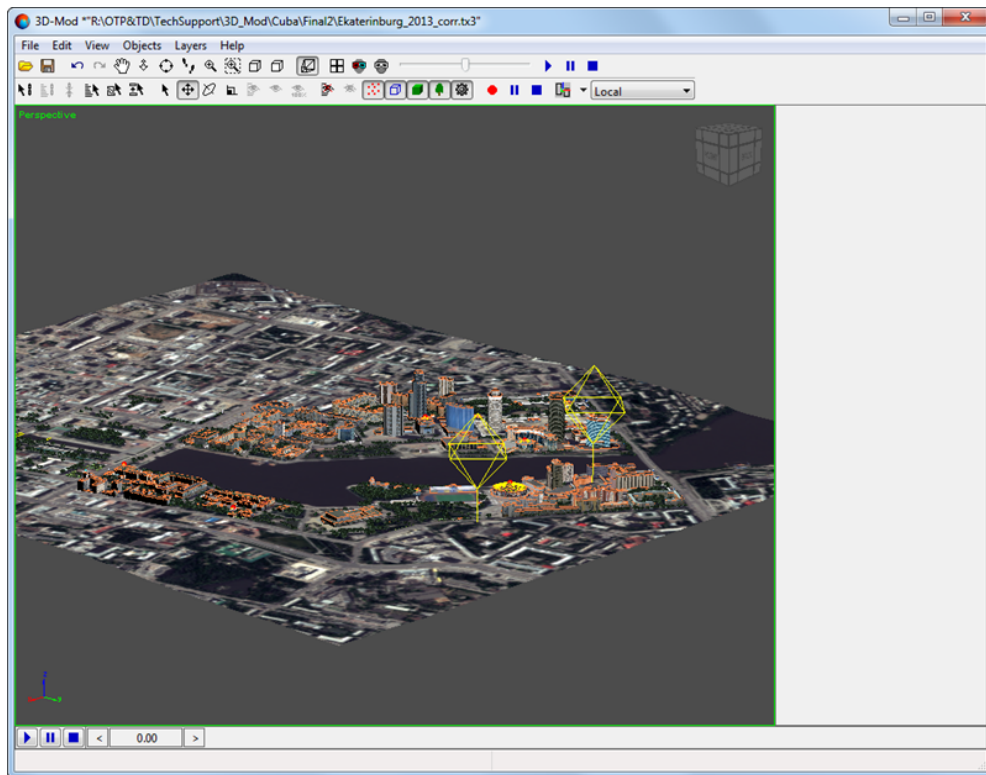 3D-Mod *"R:\OTP&TD\TechSupport\3D_Mod\Cuba\Final2\Ekaterinburg_2013_corr.tx3"
File Edit View Objects Layers Help
Local
Perspective
z
< 0.00 >